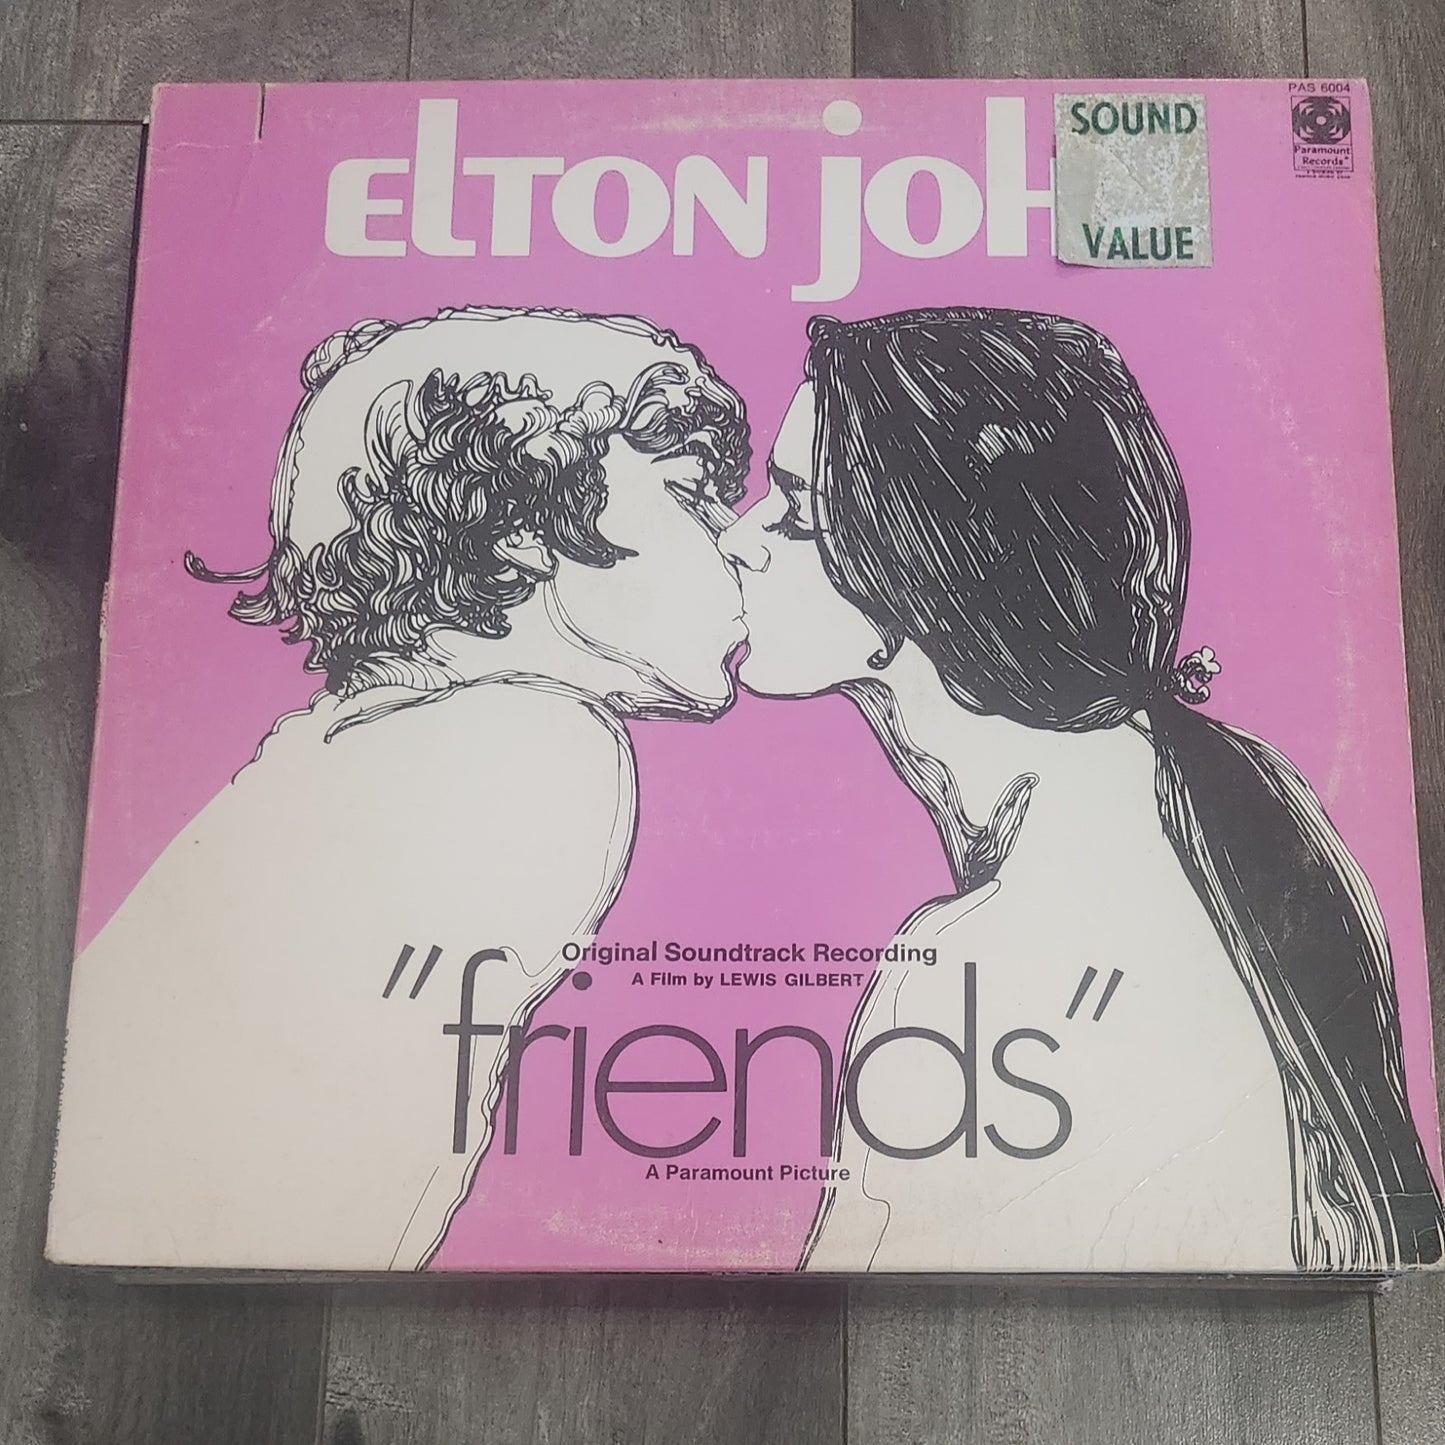 PAS 6004
ELTON JOH
SOUND
VALUE
Paramount
Records
Original Soundtrack Recording
A Film by LEWIS GILBERT
"friends"
A Paramount Picture